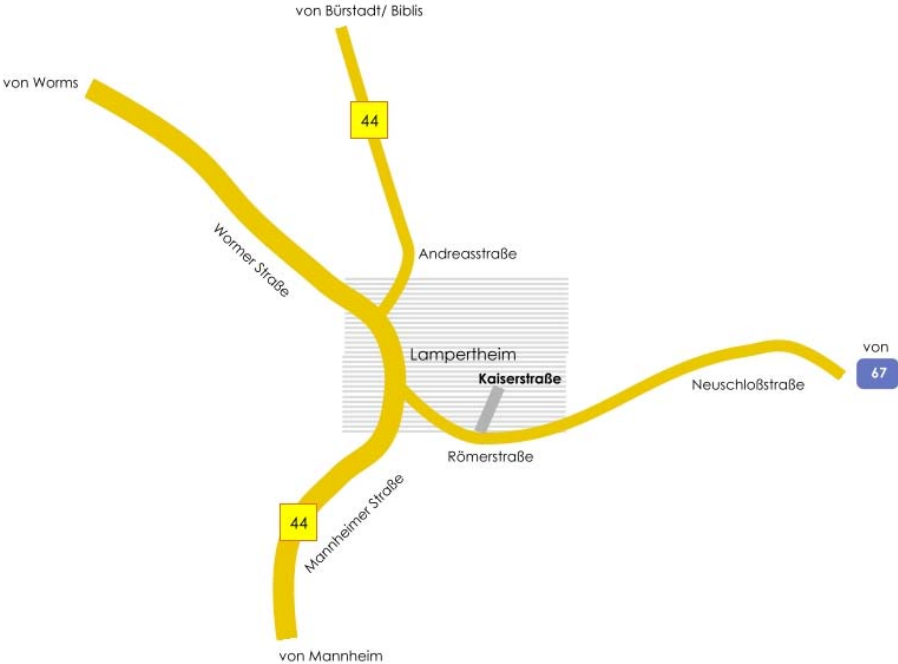 von Bürstadt/ Biblis
von Worms
44
Wormer Straße
Andreasstraße
Lampertheim
von
67
Kaiserstraße
Neuschloßstraße
Römerstraße
Mannheimer Straße
44
von Mannheim